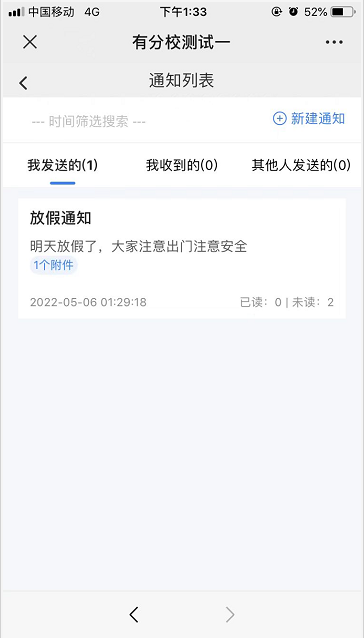 中国移动 4G 下午1:33 52%
有分校测试一
通知列表
--- 时间筛选搜索 --- 新建通知
我发送的(1) 我收到的(0) 其他人发送的(0)
放假通知
明天放假了，大家注意出门注意安全
1个附件
2022-05-06 01:29:18 已读：0 | 未读：2